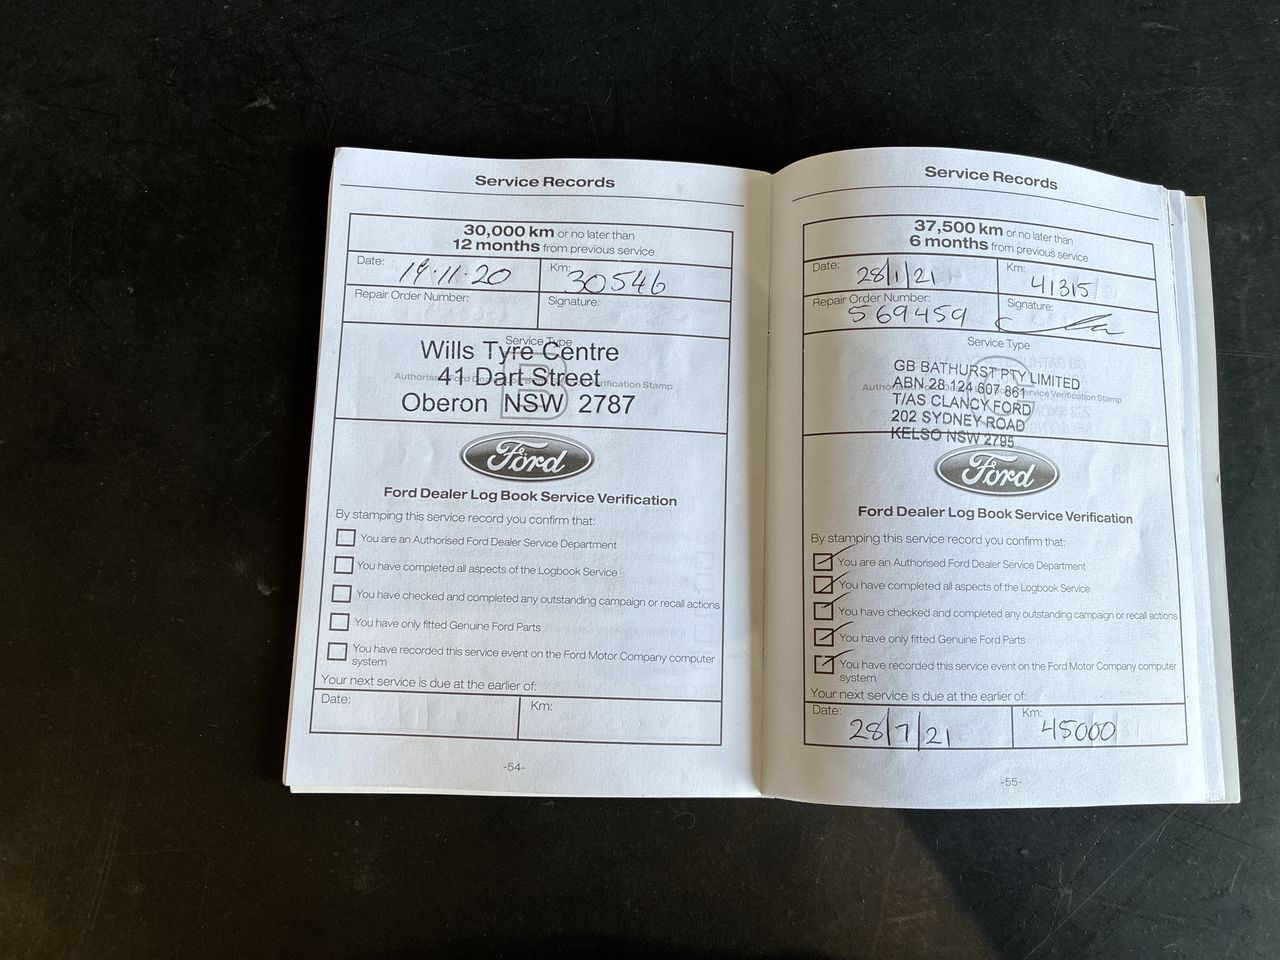 Service Records
30,000 km or no later than
12 months from previous service
Date: 14.11.20 Km: 30546
Repair Order Number: Signature:
Service Type
Wills Tyre Centre
41 Dart Street
Oberon NSW 2787
B
Ford
Ford Dealer Log Book Service Verification
By stamping this service record you confirm that:
You are an Authorised Ford Dealer Service Department
You have completed all aspects of the Logbook Service
You have checked and completed any outstanding campaign or recall actions
You have only fitted Genuine Ford Parts
You have recorded this service event on the Ford Motor Company computer
system
Your next service is due at the earlier of:
Date: Km:
-54-
Service Records
37,500 km or no later than
6 months from previous service
Date: 28/1/21 Km: 41315
Repair Order Number: 569459 Signature:
Service Type
GB BATHURST PTY LIMITED
ABN 28 124 607 861
T/AS CLANCY FORD
202 SYDNEY ROAD
KELSO NSW 2795
Ford
Ford Dealer Log Book Service Verification
By stamping this service record you confirm that:
You are an Authorised Ford Dealer Service Department
You have completed all aspects of the Logbook Service
You have checked and completed any outstanding campaign or recall actions
You have only fitted Genuine Ford Parts
You have recorded this service event on the Ford Motor Company computer
system
Your next service is due at the earlier of:
Date: 28/7/21 Km: 45000
-55-